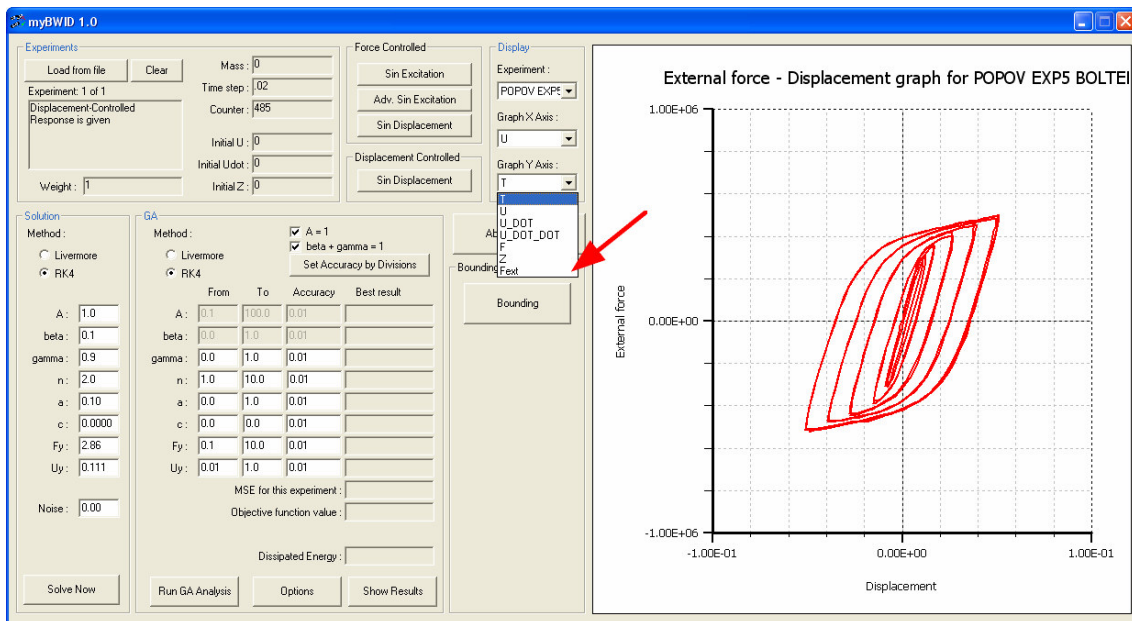 myBWID 1.0
Experiments
Load from file
Clear
Experiment: 1 of 1
Displacement-Controlled
Response is given
Weight : 1
Mass : 0
Time step : .02
Counter : 485
Initial U : 0
Initial Udot : 0
Initial Z : 0
Force Controlled
Sin Excitation
Adv. Sin Excitation
Sin Displacement
Displacement Controlled
Sin Displacement
Display
Experiment :
POPOV EXP5
Graph X Axis :
U
Graph Y Axis :
T
T
U
U_DOT
U_DOT_DOT
F
Z
Fext
Solution
Method :
Livermore
RK4
A : 1.0
beta : 0.1
gamma : 0.9
n : 2.0
a : 0.10
c : 0.0000
Fy : 2.86
Uy : 0.111
Noise : 0.00
Solve Now
GA
Method :
Livermore
RK4
A = 1
beta + gamma = 1
Set Accuracy by Divisions
From To Accuracy Best result
A : 0.1 100.0 0.01
beta : 0.0 1.0 0.01
gamma : 0.0 1.0 0.01
n : 1.0 10.0 0.01
a : 0.0 1.0 0.01
c : 0.0 0.0 0.01
Fy : 0.1 10.0 0.01
Uy : 0.01 1.0 0.01
MSE for this experiment :
Objective function value :
Dissipated Energy :
Run GA Analysis
Options
Show Results
Ab
Bounding
Bounding
External force - Displacement graph for POPOV EXP5 BOLTE
1.00E+06
0.00E+00
-1.00E+06
External force
-1.00E-01
0.00E+00
1.00E-01
Displacement